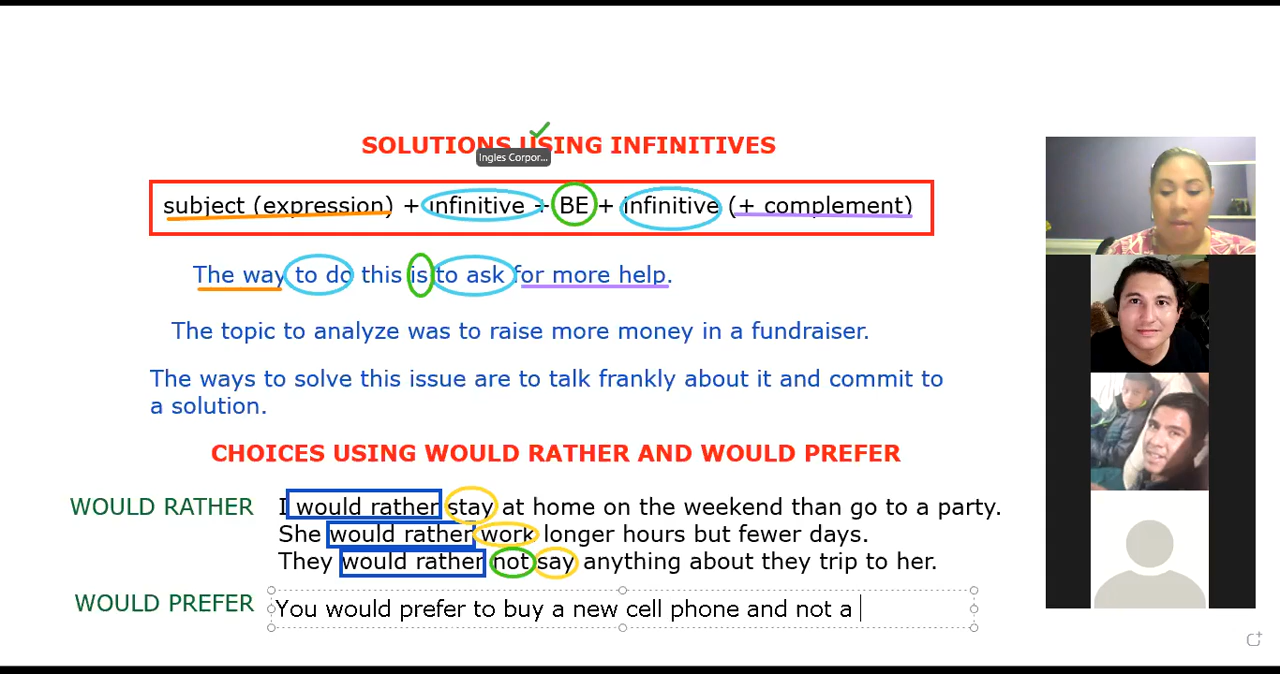 SOLUTIONS USING INFINITIVES
Ingles Corpor...
subject (expression) + infinitive + BE + infinitive (+ complement)
The way to do this is to ask for more help.
The topic to analyze was to raise more money in a fundraiser.
The ways to solve this issue are to talk frankly about it and commit to
a solution.
CHOICES USING WOULD RATHER AND WOULD PREFER
WOULD RATHER I would rather stay at home on the weekend than go to a party.
She would rather work longer hours but fewer days.
They would rather not say anything about they trip to her.
WOULD PREFER You would prefer to buy a new cell phone and not a